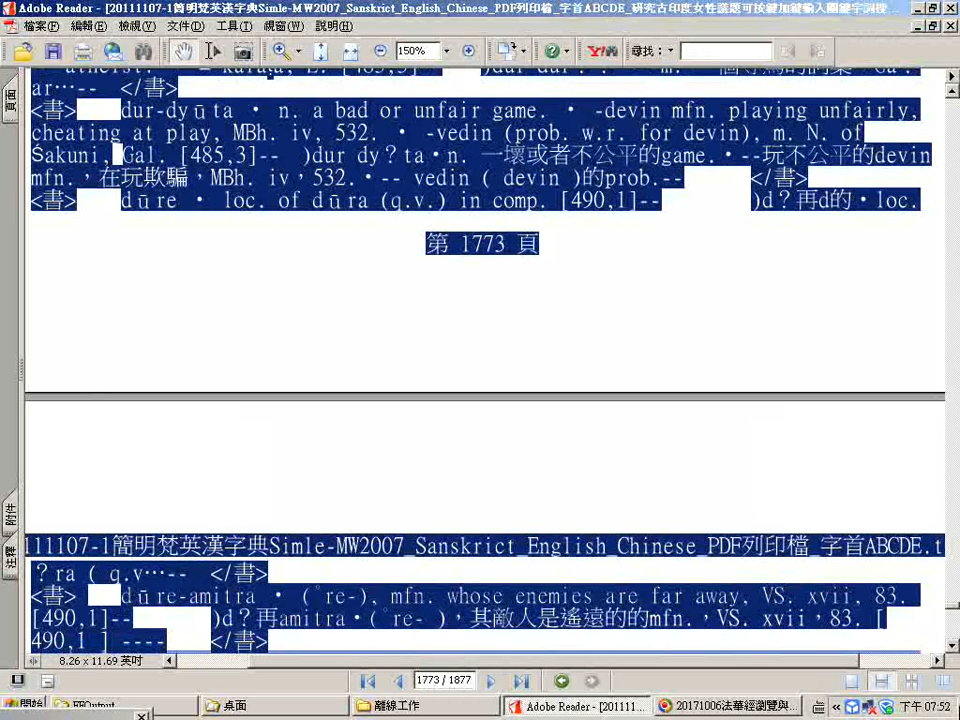 Adobe Reader - [20111107-1簡明梵英漢字典Simle-MW2007_Sanskrict_English_Chinese_PDF列印檔_字首ABCDE_研究古印度女性議題可按鍵加鍵輸入關鍵字詞搜
檔案(F) 編輯(E) 檢視(V) 文件(D) 工具(T) 視窗(W) 說明(H)
150% 尋找：
頁面
ar…-- </書>
<書> dur-dyūta • n. a bad or unfair game. • -devin mfn. playing unfairly,
cheating at play, MBh. iv, 532. • -vedin (prob. w.r. for devin), m. N. of
Śakuni, Gal. [485,3]-- )dur dy？ta•n. 一壞或者不公平的game.•--玩不公平的devin
mfn.，在玩欺騙，MBh. iv，532.•-- vedin ( devin )的prob.-- </書>
<書> dūre • loc. of dūra (q.v.) in comp. [490,1]-- )d？再d的•loc.
第 1773 頁
附件
注釋
111107-1簡明梵英漢字典Simle-MW2007_Sanskrict_English_Chinese_PDF列印檔_字首ABCDE.t
？ra ( q.v…-- </書>
<書> dūre-amitra • (°re-), mfn. whose enemies are far away, VS. xvii, 83.
[490,1]-- )d？再amitra•(°re- )，其敵人是遙遠的的mfn.，VS. xvii，83. [
490,1 ] ---- </書>
8.26 x 11.69 英吋
1773 / 1877
開始 FFOutput 桌面 離線工作 Adobe Reader - [201111... 20171006法華經瀏覽與... 下午 07:52